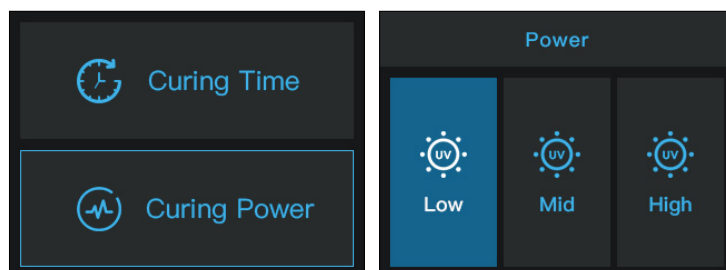 Curing Time
Curing Power
Power
UV
Low
UV
Mid
UV
High